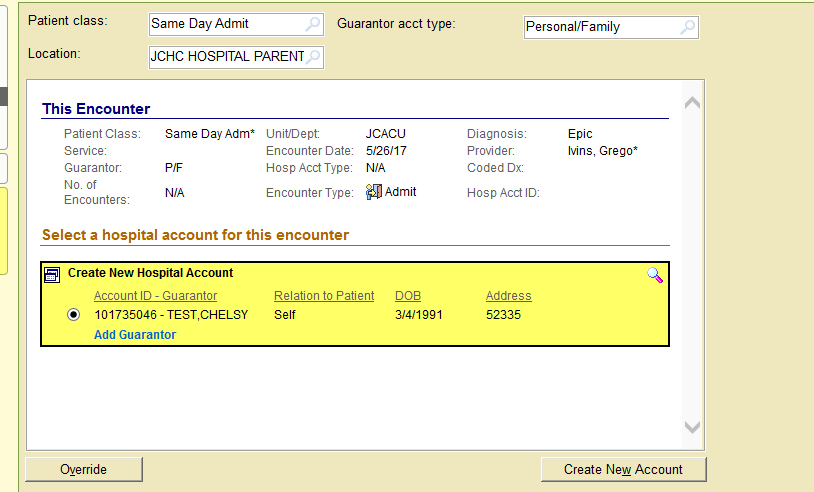 Patient class: Same Day Admit Guarantor acct type: Personal/Family
Location: JCHC HOSPITAL PARENT
This Encounter
Patient Class: Same Day Adm* Unit/Dept: JCACU Diagnosis: Epic
Service: Encounter Date: 5/26/17 Provider: Ivins, Grego*
Guarantor: P/F Hosp Acct Type: N/A Coded Dx:
No. of Encounters: N/A Encounter Type: Admit Hosp Acct ID:
Select a hospital account for this encounter
Create New Hospital Account
Account ID - Guarantor Relation to Patient DOB Address
101735046 - TEST,CHELSY Self 3/4/1991 52335
Add Guarantor
Override Create New Account